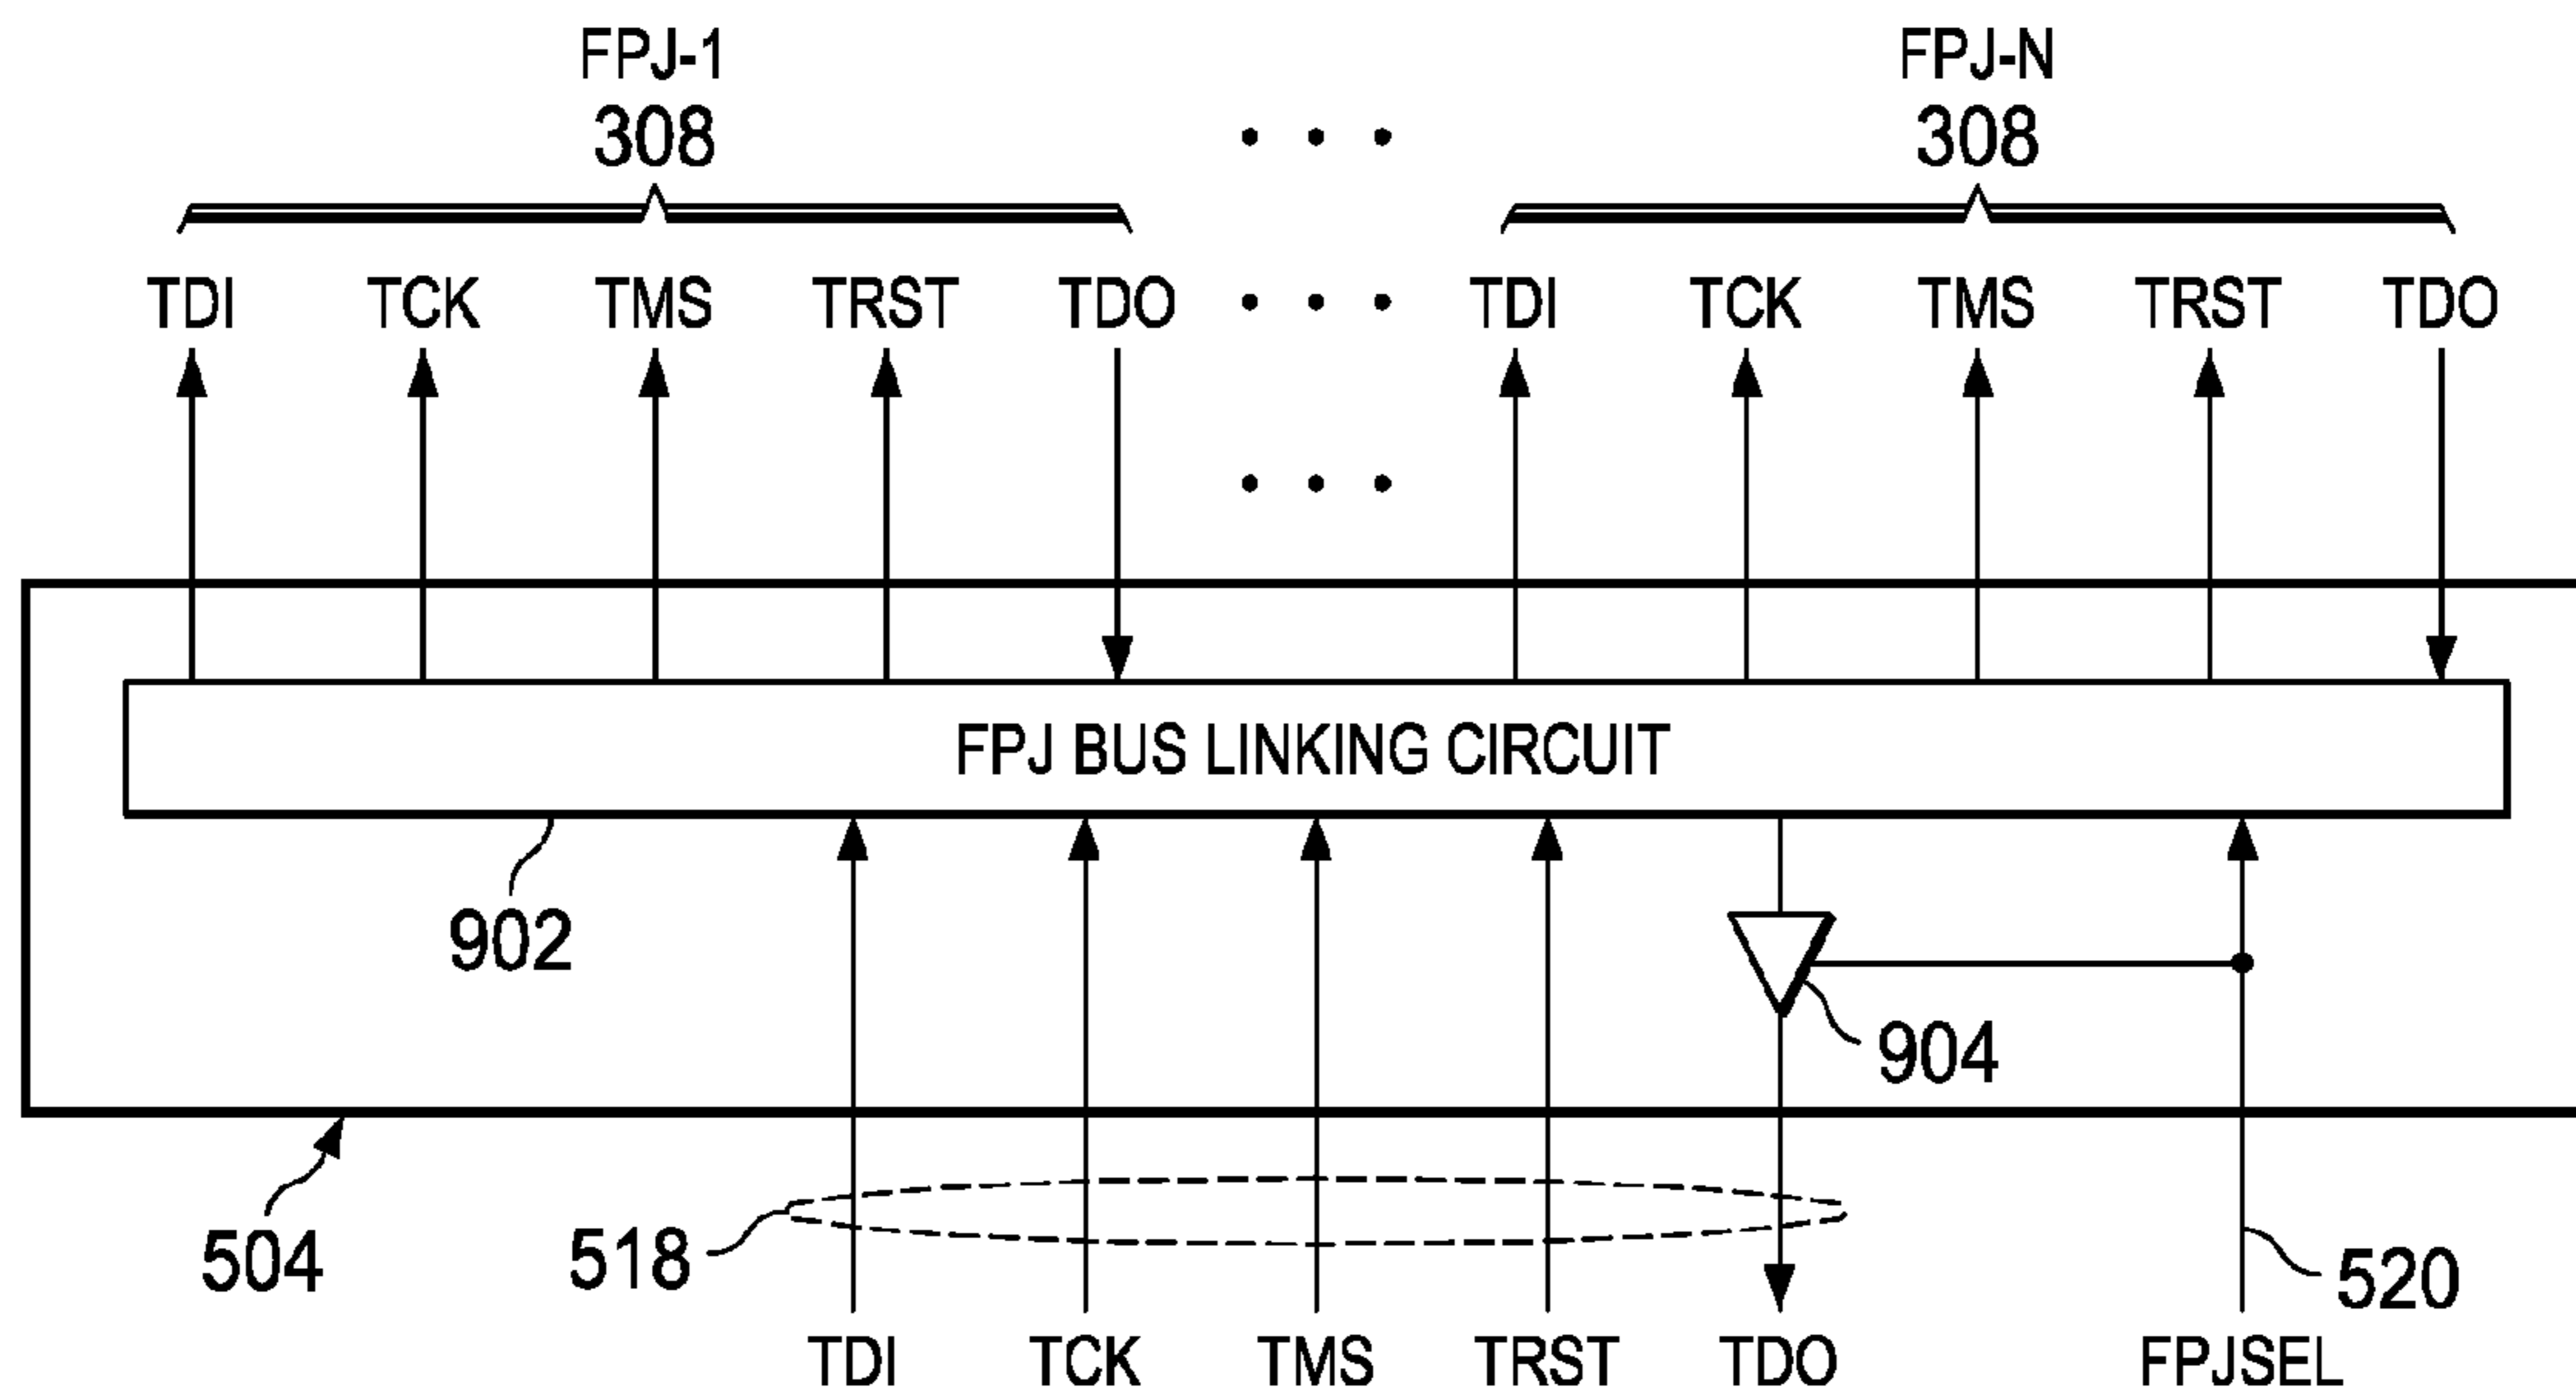 FPJ-1 FPJ-N
308 • • • 308
TDI TCK TMS TRST TDO • • • TDI TCK TMS TRST TDO
• • •
FPJ BUS LINKING CIRCUIT
902
904
504
518
520
TDI TCK TMS TRST TDO FPJSEL